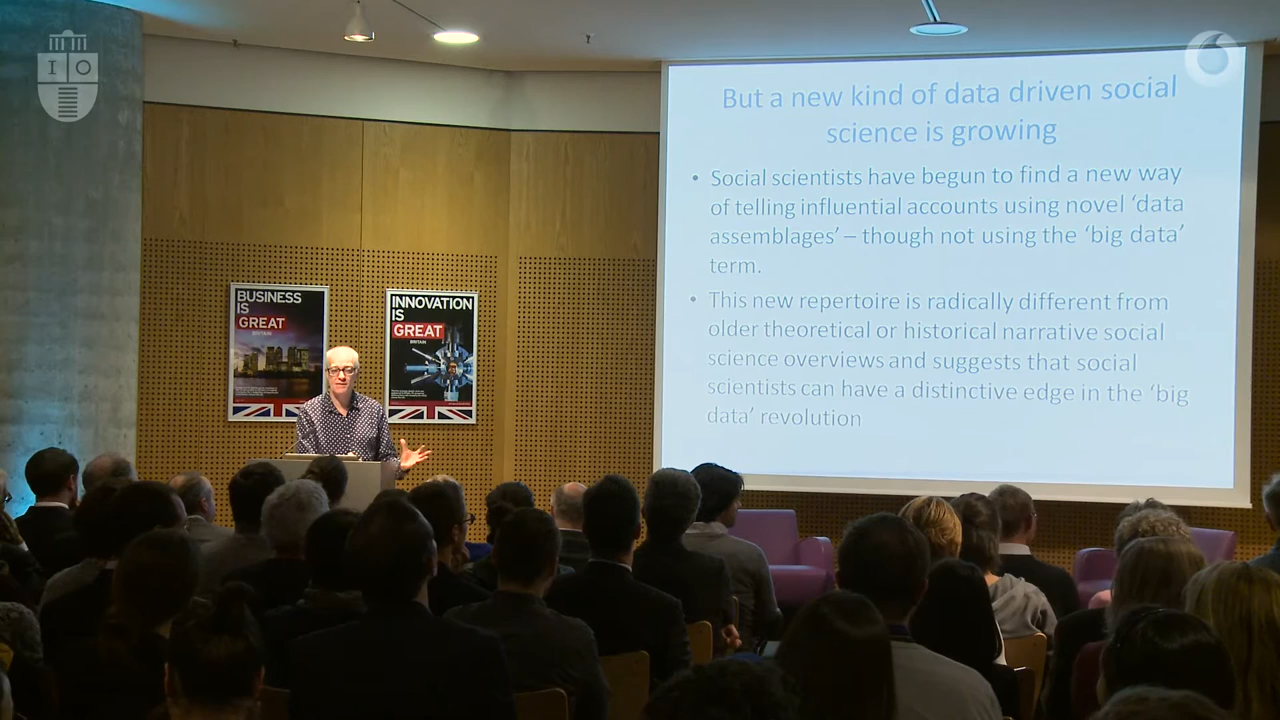 I O
But a new kind of data driven social
science is growing
• Social scientists have begun to find a new way
of telling influential accounts using novel ‘data
assemblages’ – though not using the ‘big data’
term.
• This new repertoire is radically different from
older theoretical or historical narrative social
science overviews and suggests that social
scientists can have a distinctive edge in the ‘big
data’ revolution
BUSINESS
IS
GREAT
BRITAIN
INNOVATION
IS
GREAT
BRITAIN